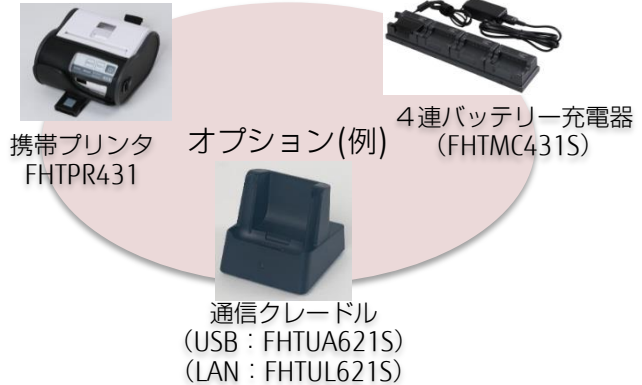 携帯プリンタ
FHTPR431
オプション(例)
４連バッテリー充電器
（FHTMC431S）
通信クレードル
（USB：FHTUA621S）
（LAN：FHTUL621S）